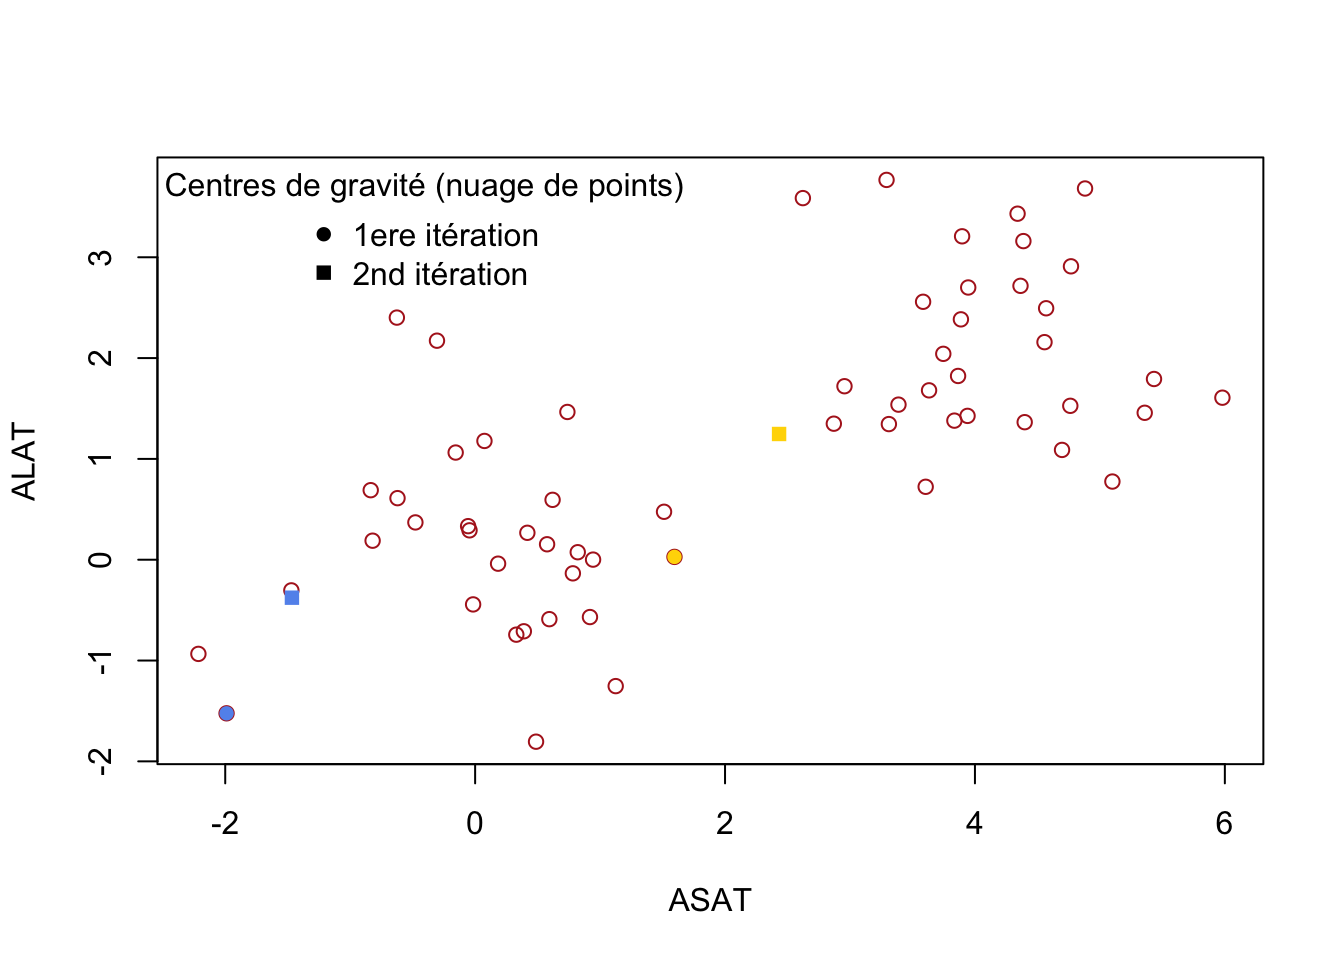 Centres de gravité (nuage de points)
1ere itération
2nd itération
3
2
1
0
-1
-2
ALAT
-2 0 2 4 6
ASAT